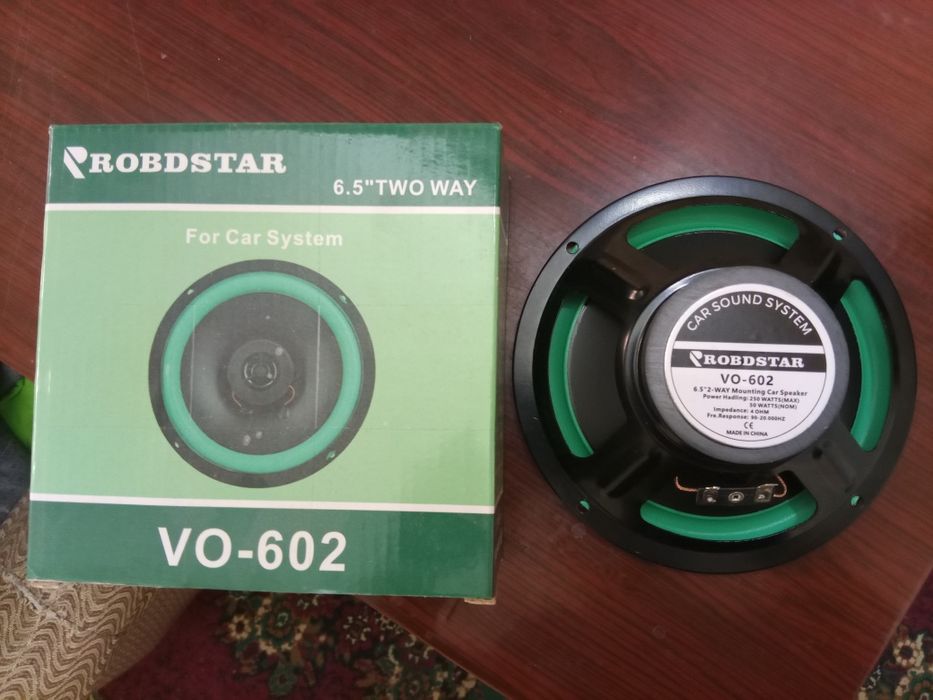 ROBDSTAR
6.5"TWO WAY
For Car System
VO-602
CAR SOUND SYSTEM
ROBDSTAR
VO-602
6.5"2-WAY Mounting Car Speaker
Power Hadling: 250 WATTS(MAX)
50 WATTS(NOM)
Impedance: 4 OHM
Fre.Response: 90-20.000HZ
CE
MADE IN CHINA